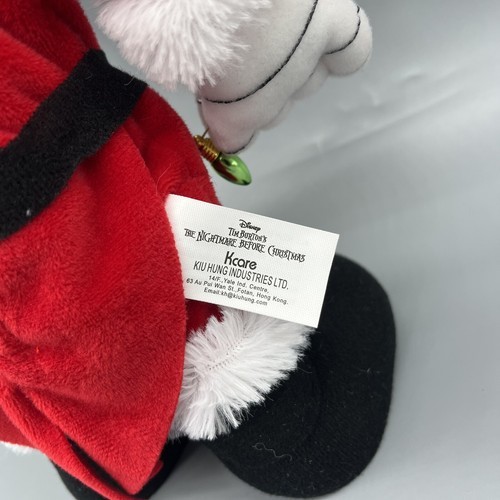 Disney
TIM BURTON'S
THE NIGHTMARE BEFORE CHRISTMAS
Kcare
KIU HUNG INDUSTRIES LTD.
14/F, Yale Ind. Centre,
63 Au Pui Wan St., Fotan, Hong Kong.
Email:kh@kiuhung.com